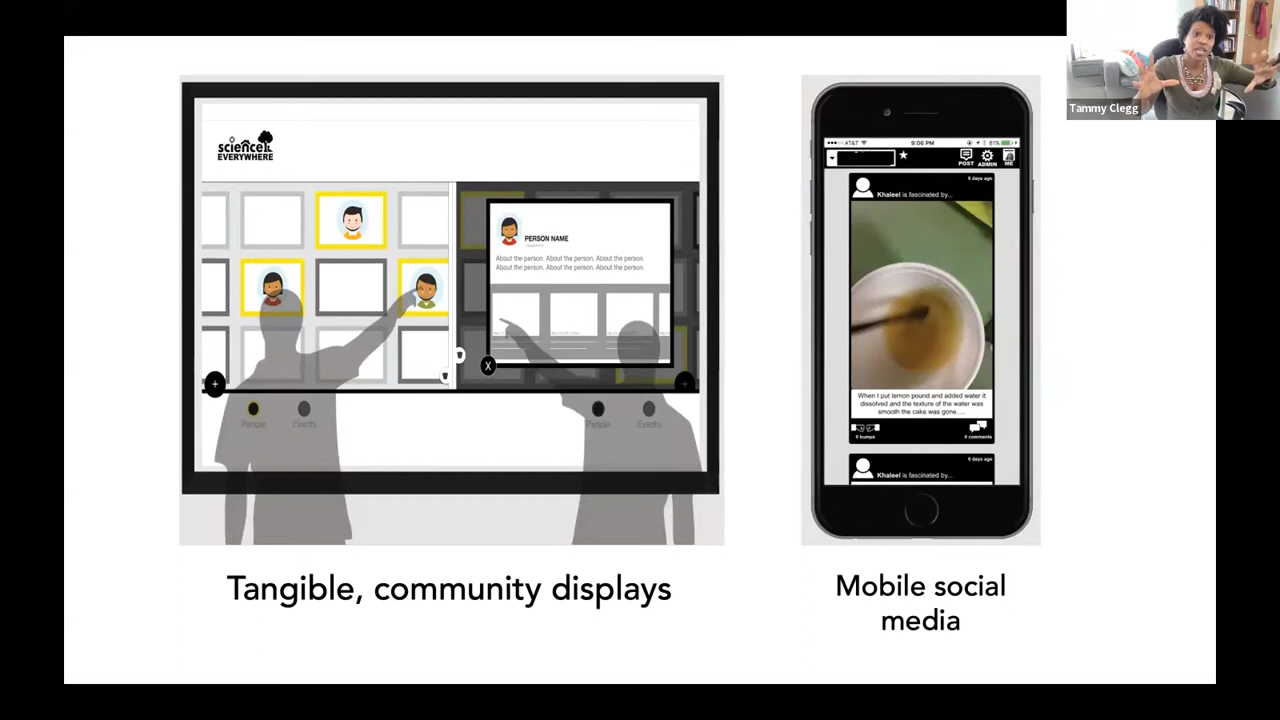 Tammy Clegg
science
EVERYWHERE
PERSON NAME
About the person. About the person. About the person.
About the person. About the person. About the person.
X
+
+
People
Events
People
Events
AT&T
9:06 PM
81%
POST
ADMIN
ME
6 days ago
Khaleel is fascinated by...
When I put lemon pound and added water it
dissolved and the texture of the water was
smooth the cake was gone....
0 bumps
0 comments
6 days ago
Khaleel is fascinated by...
Tangible, community displays
Mobile social
media